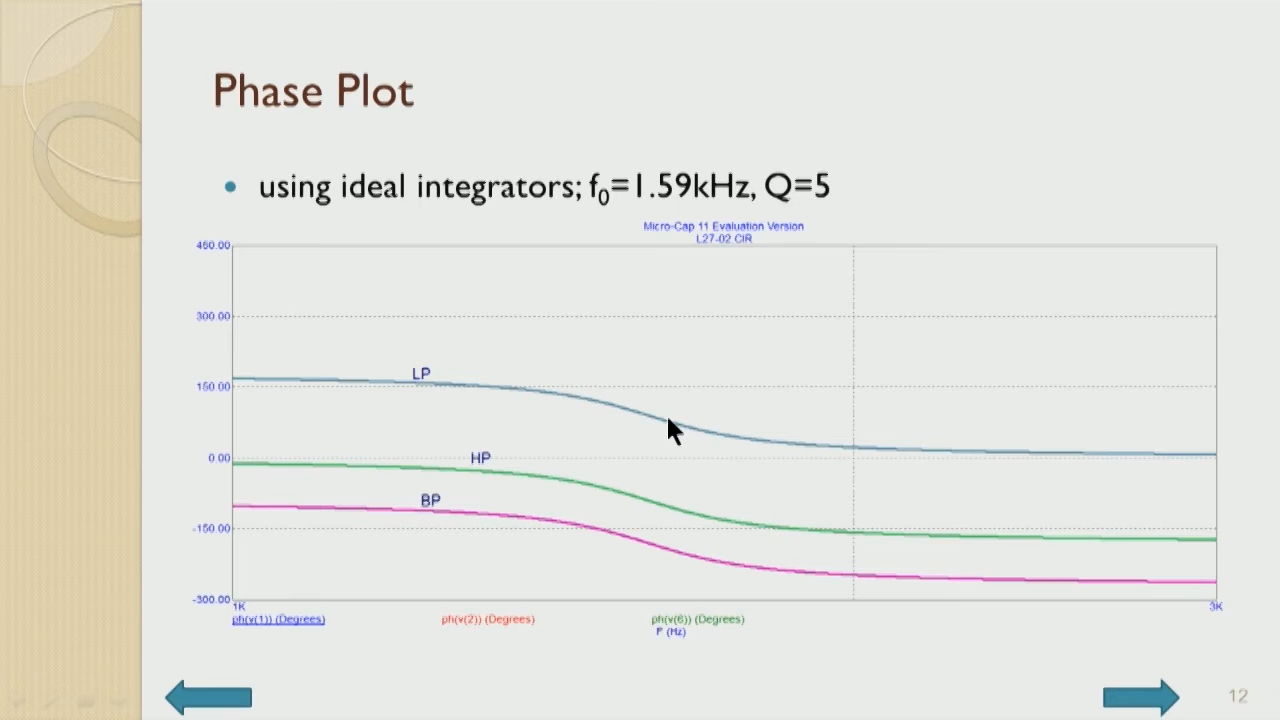 Phase Plot
• using ideal integrators; f0=1.59kHz, Q=5
Micro-Cap 11 Evaluation Version
L27-02 CIR
460.00
300.00
LP
150.00
HP
0.00
BP
-150.00
-300.00
1K
3K
ph(v(1)) (Degrees) ph(v(2)) (Degrees) ph(v(6)) (Degrees)
F (Hz)
12